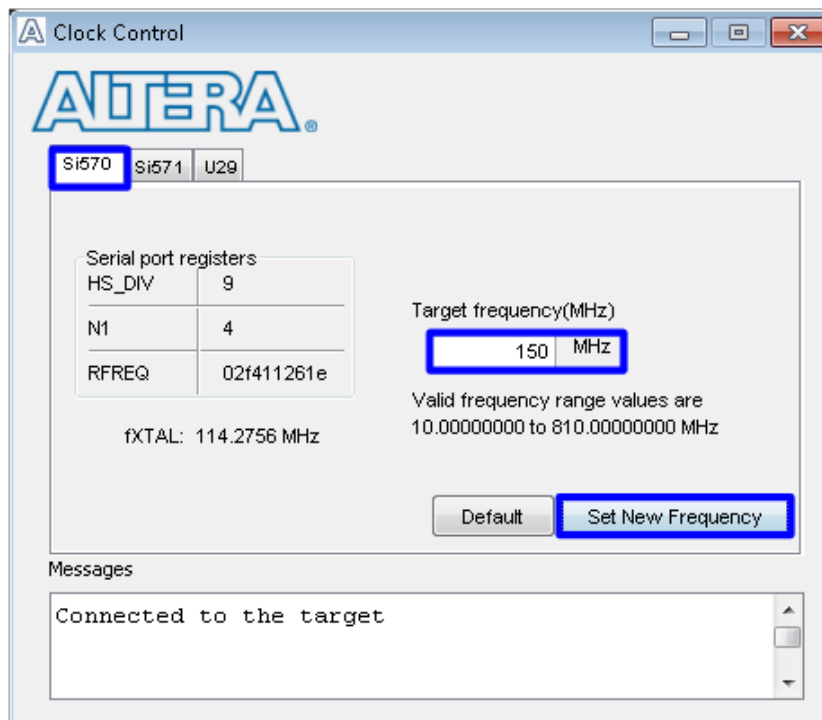 Clock Control
ALTERA®
Si570 Si571 U29
Serial port registers
HS_DIV 9
N1 4
RFREQ 02f411261e
fXTAL: 114.2756 MHz
Target frequency(MHz)
150 MHz
Valid frequency range values are
10.00000000 to 810.00000000 MHz
Default Set New Frequency
Messages
Connected to the target